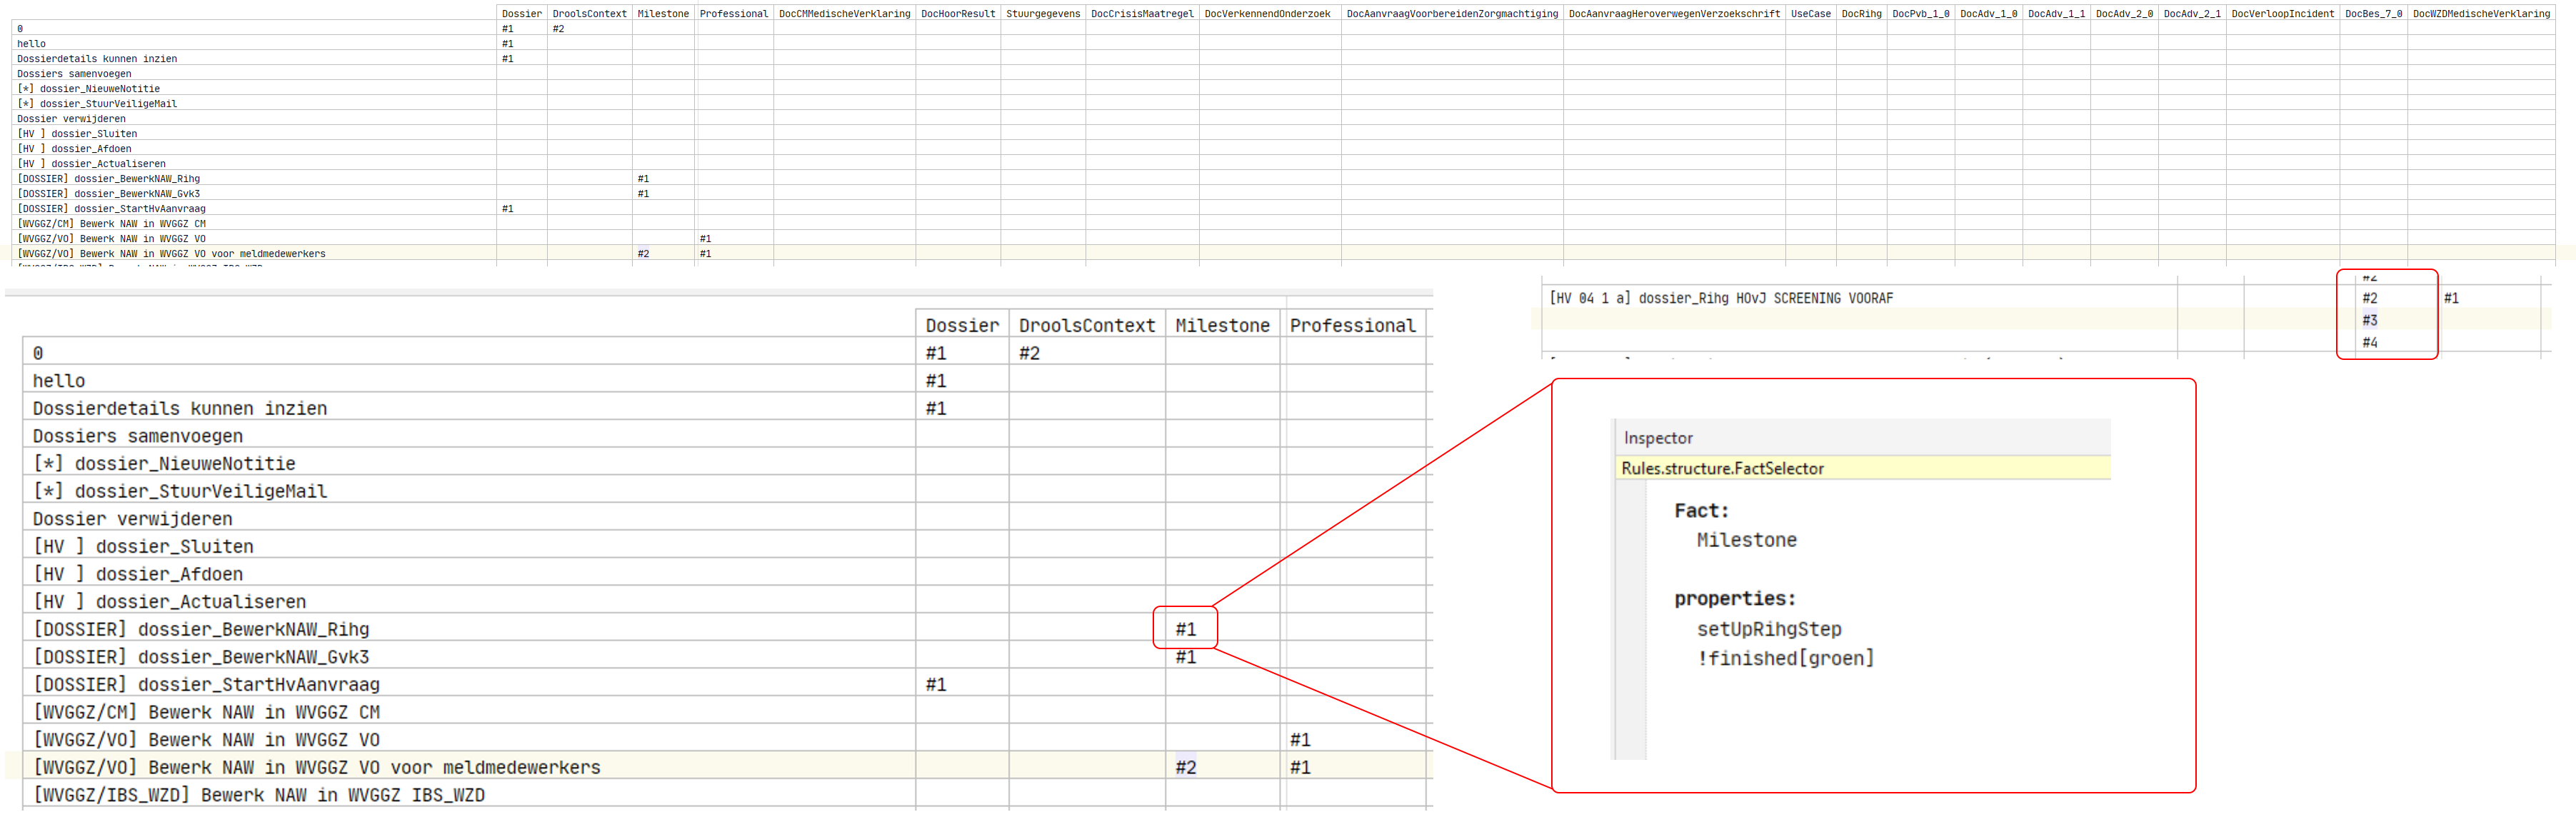 Dossier DroolsContext Milestone Professional DocCMMedischeVerklaring DocHoorResult Stuurgegevens DocCrisisMaatregel DocVerkennendOnderzoek DocAanvraagVoorbereidenZorgmachtiging DocAanvraagHeroverwegenVerzoekschrift UseCase DocRihg DocPvb_1_0 DocAdv_1_0 DocAdv_1_1 DocAdv_2_0 DocAdv_2_1 DocVerloopIncident DocBes_7_0 DocWZDMedischeVerklaring
0 #1 #2
hello #1
Dossierdetails kunnen inzien #1
Dossiers samenvoegen
[*] dossier_NieuweNotitie
[*] dossier_StuurVeiligeMail
Dossier verwijderen
[HV ] dossier_Sluiten
[HV ] dossier_Afdoen
[HV ] dossier_Actualiseren
[DOSSIER] dossier_BewerkNAW_Rihg #1
[DOSSIER] dossier_BewerkNAW_Gvk3 #1
[DOSSIER] dossier_StartHvAanvraag #1
[WVGGZ/CM] Bewerk NAW in WVGGZ CM
[WVGGZ/VO] Bewerk NAW in WVGGZ VO #1
[WVGGZ/VO] Bewerk NAW in WVGGZ VO voor meldmedewerkers #2 #1
Dossier DroolsContext Milestone Professional
0 #1 #2
hello #1
Dossierdetails kunnen inzien #1
Dossiers samenvoegen
[*] dossier_NieuweNotitie
[*] dossier_StuurVeiligeMail
Dossier verwijderen
[HV ] dossier_Sluiten
[HV ] dossier_Afdoen
[HV ] dossier_Actualiseren
[DOSSIER] dossier_BewerkNAW_Rihg #1
[DOSSIER] dossier_BewerkNAW_Gvk3 #1
[DOSSIER] dossier_StartHvAanvraag #1
[WVGGZ/CM] Bewerk NAW in WVGGZ CM
[WVGGZ/VO] Bewerk NAW in WVGGZ VO #1
[WVGGZ/VO] Bewerk NAW in WVGGZ VO voor meldmedewerkers #2 #1
[WVGGZ/IBS_WZD] Bewerk NAW in WVGGZ IBS_WZD
#2
[HV 04 1 a] dossier_Rihg HOvJ SCREENING VOORAF #2 #1
#3
#4
Inspector
Rules.structure.FactSelector
Fact:
Milestone
properties:
setUpRihgStep
!finished[groen]